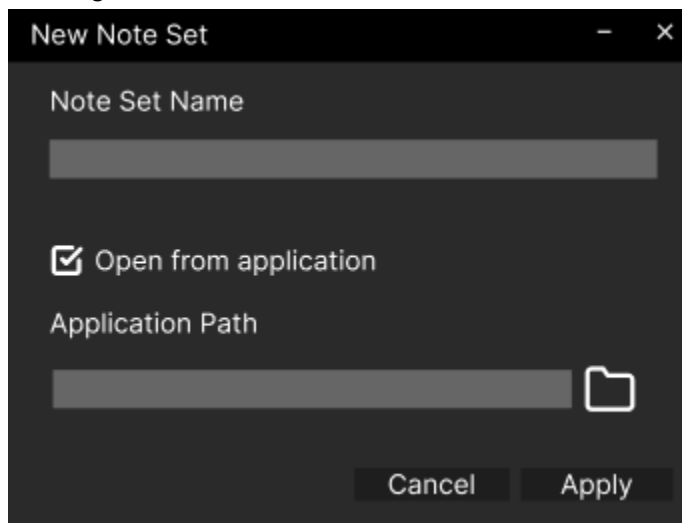 New Note Set
Note Set Name
Open from application
Application Path
Cancel Apply